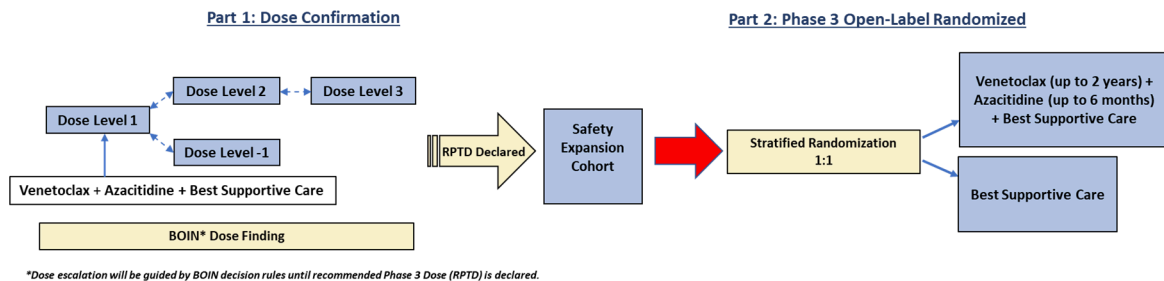 Part 1: Dose Confirmation
Part 2: Phase 3 Open-Label Randomized
Dose Level 2
Dose Level 3
Dose Level 1
Dose Level -1
Venetoclax + Azacitidine + Best Supportive Care
BOIN* Dose Finding
RPTD Declared
Safety
Expansion
Cohort
Stratified Randomization
1:1
Venetoclax (up to 2 years) +
Azacitidine (up to 6 months)
+ Best Supportive Care
Best Supportive Care
*Dose escalation will be guided by BOIN decision rules until recommended Phase 3 Dose (RPTD) is declared.